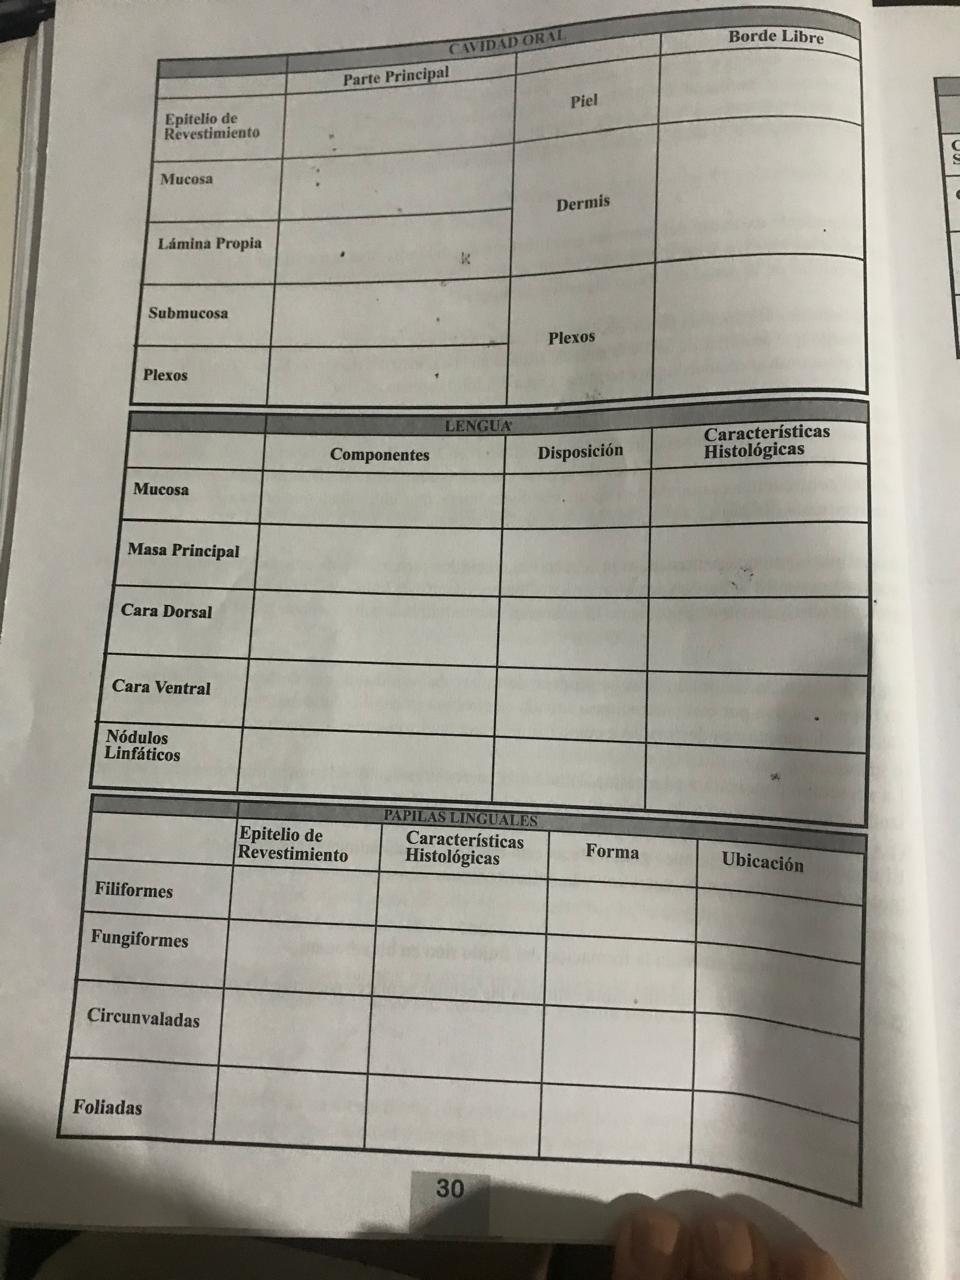 CAVIDAD ORAL
Parte Principal
Borde Libre
Epitelio de
Revestimiento
Piel
Mucosa
Dermis
Lámina Propia
Submucosa
Plexos
Plexos
LENGUA
Componentes
Disposición
Características
Histológicas
Mucosa
Masa Principal
Cara Dorsal
Cara Ventral
Nódulos
Linfáticos
PAPILAS LINGUALES
Epitelio de
Revestimiento
Características
Histológicas
Forma
Ubicación
Filiformes
Fungiformes
Circunvaladas
Foliadas
30